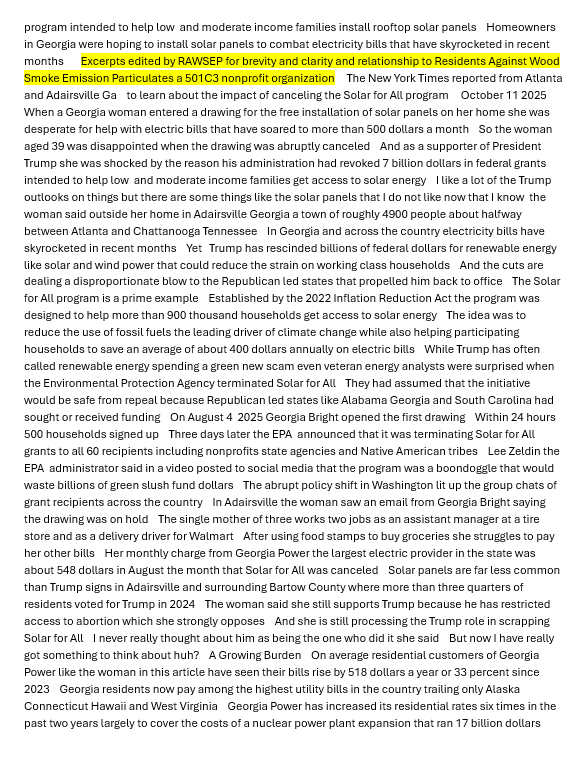 program intended to help low  and moderate income families install rooftop solar panels    Homeowners
in Georgia were hoping to install solar panels to combat electricity bills that have skyrocketed in recent
months      Excerpts edited by RAWSEP for brevity and clarity and relationship to Residents Against Wood
Smoke Emission Particulates a 501C3 nonprofit organization    The New York Times reported from Atlanta
and Adairsville Ga    to learn about the impact of canceling the Solar for All program     October 11 2025
When a Georgia woman entered a drawing for the free installation of solar panels on her home she was
desperate for help with electric bills that have soared to more than 500 dollars a month    So the woman
aged 39 was disappointed when the drawing was abruptly canceled    And as a supporter of President
Trump she was shocked by the reason his administration had revoked 7 billion dollars in federal grants
intended to help low  and moderate income families get access to solar energy    I like a lot of the Trump
outlooks on things but there are some things like the solar panels that I do not like now that I know  the
woman said outside her home in Adairsville Georgia a town of roughly 4900 people about halfway
between Atlanta and Chattanooga Tennessee    In Georgia and across the country electricity bills have
skyrocketed in recent months    Yet   Trump has rescinded billions of federal dollars for renewable energy
like solar and wind power that could reduce the strain on working class households    And the cuts are
dealing a disproportionate blow to the Republican led states that propelled him back to office    The Solar
for All program is a prime example    Established by the 2022 Inflation Reduction Act the program was
designed to help more than 900 thousand households get access to solar energy    The idea was to
reduce the use of fossil fuels the leading driver of climate change while also helping participating
households to save an average of about 400 dollars annually on electric bills    While Trump has often
called renewable energy spending a green new scam even veteran energy analysts were surprised when
the Environmental Protection Agency terminated Solar for All    They had assumed that the initiative
would be safe from repeal because Republican led states like Alabama Georgia and South Carolina had
sought or received funding    On August 4  2025 Georgia Bright opened the first drawing    Within 24 hours
500 households signed up    Three days later the EPA  announced that it was terminating Solar for All
grants to all 60 recipients including nonprofits state agencies and Native American tribes    Lee Zeldin the
EPA  administrator said in a video posted to social media that the program was a boondoggle that would
waste billions of green slush fund dollars    The abrupt policy shift in Washington lit up the group chats of
grant recipients across the country    In Adairsville the woman saw an email from Georgia Bright saying
the drawing was on hold    The single mother of three works two jobs as an assistant manager at a tire
store and as a delivery driver for Walmart    After using food stamps to buy groceries she struggles to pay
her other bills    Her monthly charge from Georgia Power the largest electric provider in the state was
about 548 dollars in August the month that Solar for All was canceled    Solar panels are far less common
than Trump signs in Adairsville and surrounding Bartow County where more than three quarters of
residents voted for Trump in 2024    The woman said she still supports Trump because he has restricted
access to abortion which she strongly opposes    And she is still processing the Trump role in scrapping
Solar for All    I never really thought about him as being the one who did it she said    But now I have really
got something to think about huh?    A Growing Burden    On average residential customers of Georgia
Power like the woman in this article have seen their bills rise by 518 dollars a year or 33 percent since
2023    Georgia residents now pay among the highest utility bills in the country trailing only Alaska
Connecticut Hawaii and West Virginia    Georgia Power has increased its residential rates six times in the
past two years largely to cover the costs of a nuclear power plant expansion that ran 17 billion dollars